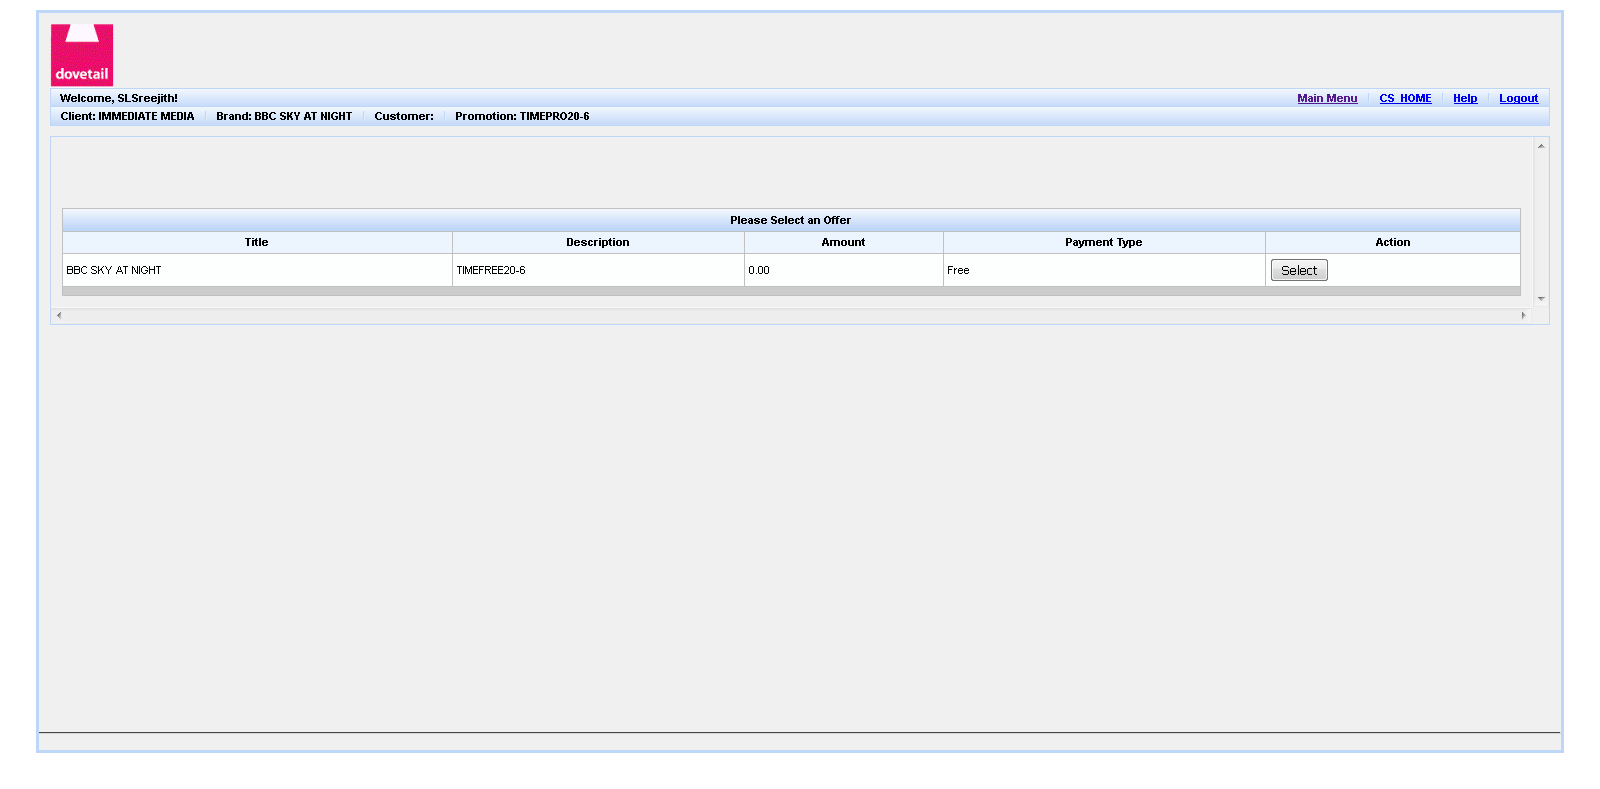 dovetail
Welcome, SLSreejith! Main Menu CS_HOME Help Logout
Client: IMMEDIATE MEDIA Brand: BBC SKY AT NIGHT Customer: Promotion: TIMEPRO20-6
Please Select an Offer
Title Description Amount Payment Type Action
BBC SKY AT NIGHT TIMEFREE20-6 0.00 Free Select